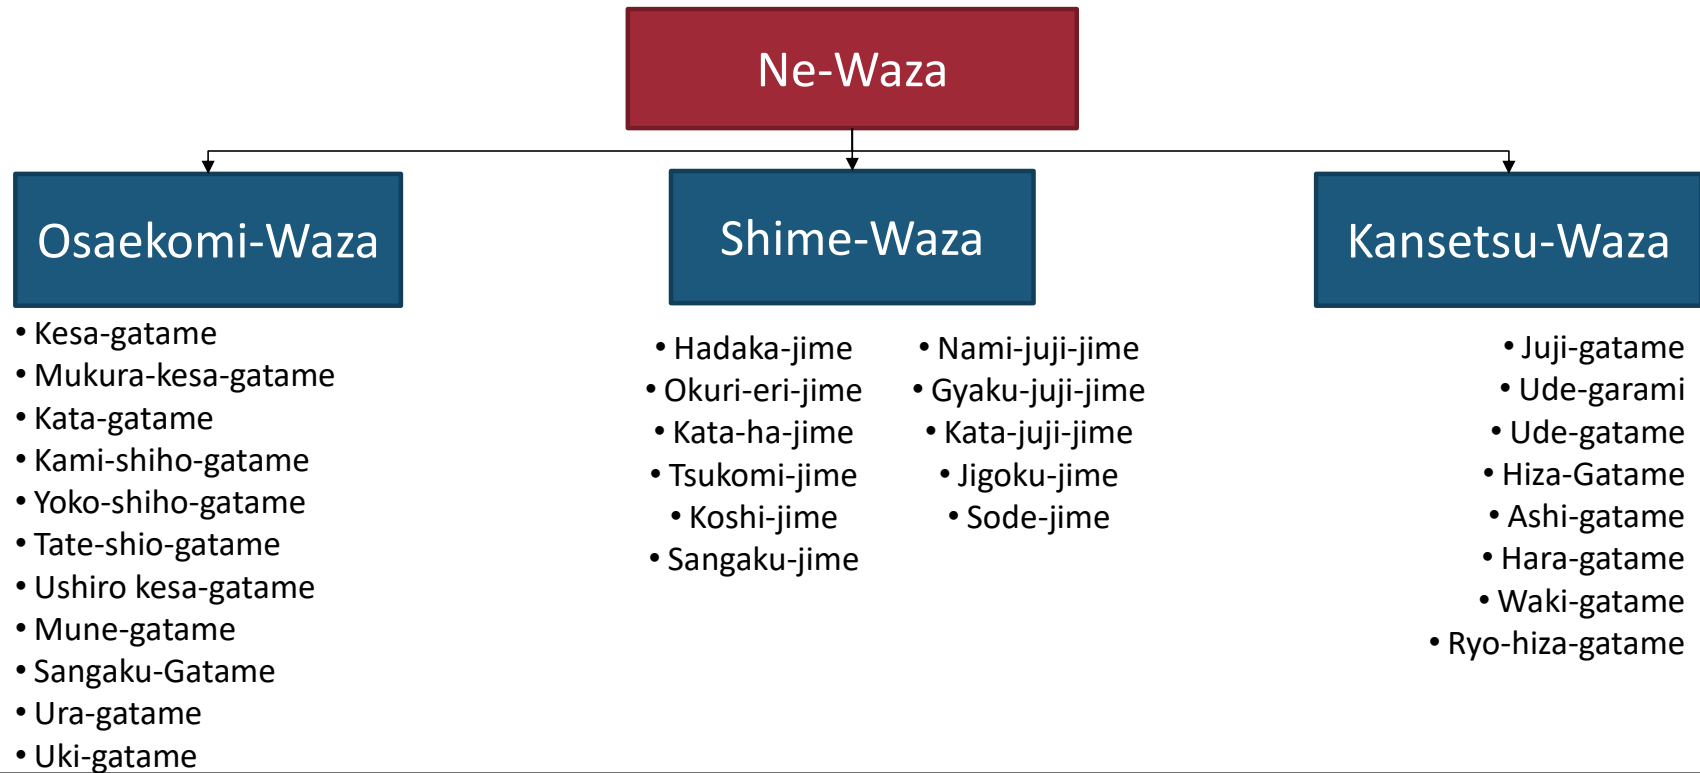 Ne-Waza
Osaekomi-Waza
• Kesa-gatame
• Mukura-kesa-gatame
• Kata-gatame
• Kami-shiho-gatame
• Yoko-shiho-gatame
• Tate-shio-gatame
• Ushiro kesa-gatame
• Mune-gatame
• Sangaku-Gatame
• Ura-gatame
• Uki-gatame
Shime-Waza
• Hadaka-jime
• Okuri-eri-jime
• Kata-ha-jime
• Tsukomi-jime
• Koshi-jime
• Sangaku-jime
• Nami-juji-jime
• Gyaku-juji-jime
• Kata-juji-jime
• Jigoku-jime
• Sode-jime
Kansetsu-Waza
• Juji-gatame
• Ude-garami
• Ude-gatame
• Hiza-Gatame
• Ashi-gatame
• Hara-gatame
• Waki-gatame
• Ryo-hiza-gatame